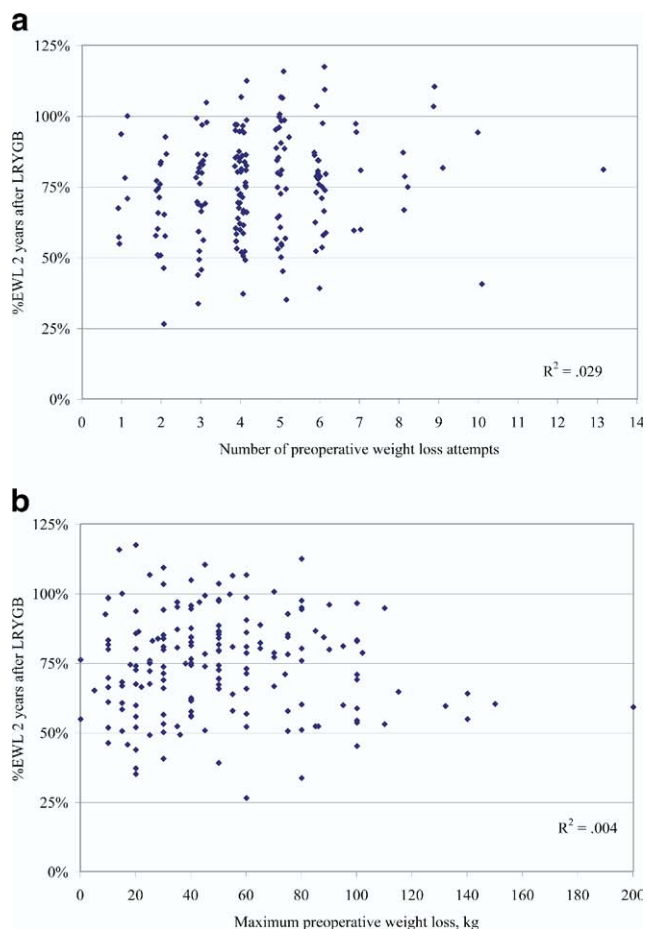 a
125%
100%
75%
50%
25%
0%
%EWL 2 years after LRYGB
R² = .029
0 1 2 3 4 5 6 7 8 9 10 11 12 13 14
Number of preoperative weight loss attempts
b
125%
100%
75%
50%
25%
0%
%EWL 2 years after LRYGB
R² = .004
0 20 40 60 80 100 120 140 160 180 200
Maximum preoperative weight loss, kg